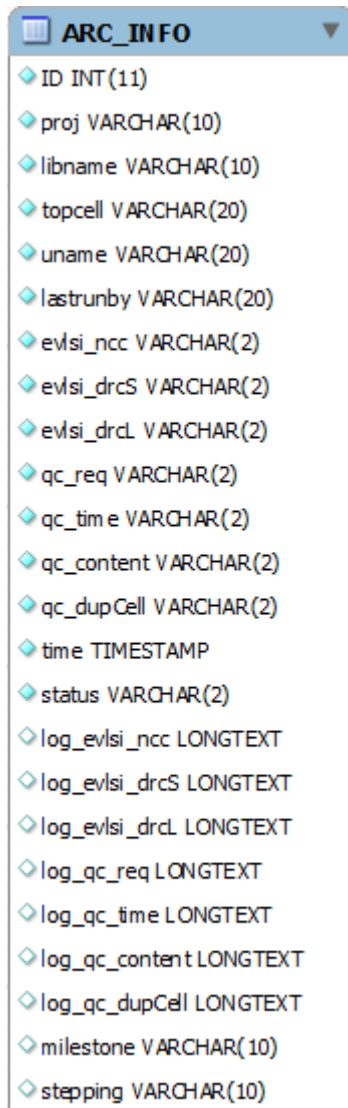 ARC_INFO
ID INT(11)
proj VARCHAR(10)
libname VARCHAR(10)
topcell VARCHAR(20)
uname VARCHAR(20)
lastrunby VARCHAR(20)
evlsi_ncc VARCHAR(2)
evlsi_drcS VARCHAR(2)
evlsi_drcL VARCHAR(2)
qc_req VARCHAR(2)
qc_time VARCHAR(2)
qc_content VARCHAR(2)
qc_dupCell VARCHAR(2)
time TIMESTAMP
status VARCHAR(2)
log_evlsi_ncc LONGTEXT
log_evlsi_drcS LONGTEXT
log_evlsi_drcL LONGTEXT
log_qc_req LONGTEXT
log_qc_time LONGTEXT
log_qc_content LONGTEXT
log_qc_dupCell LONGTEXT
milestone VARCHAR(10)
stepping VARCHAR(10)